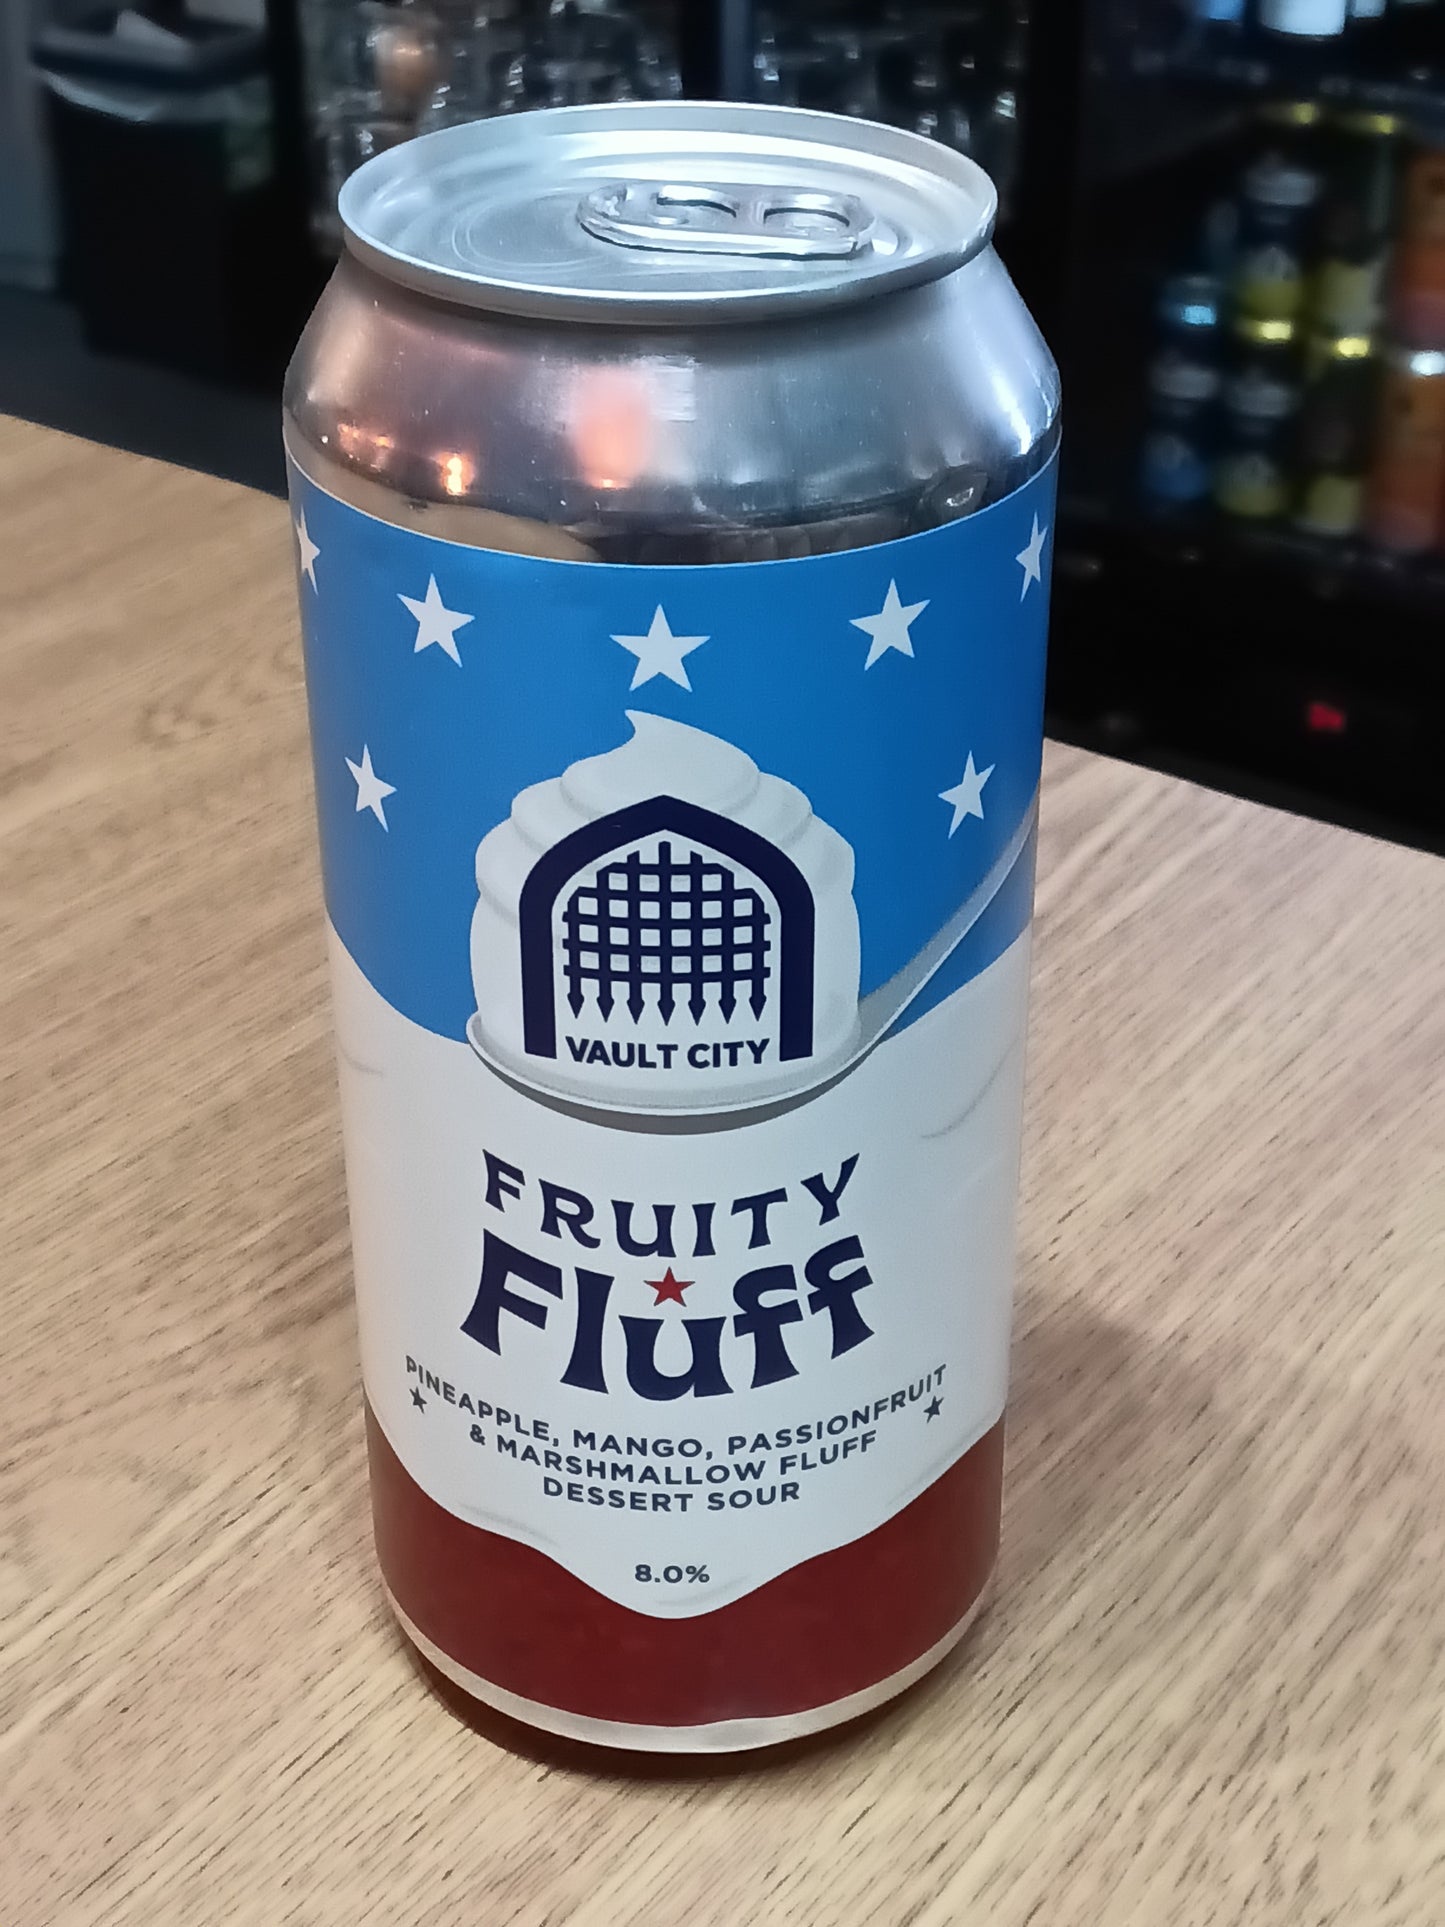 VAULT CITY
FRUITY
Fluff
PINEAPPLE, MANGO, PASSIONFRUIT
& MARSHMALLOW FLUFF
DESSERT SOUR
8.0%